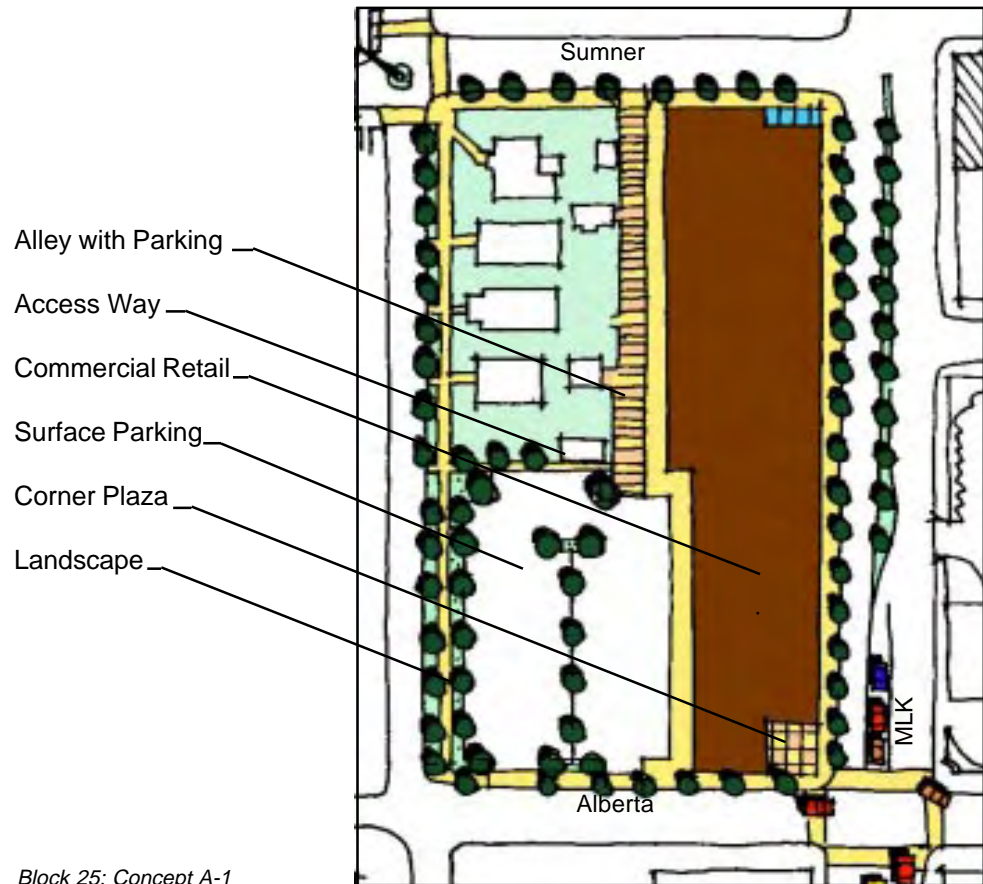 Sumner
Alley with Parking
Access Way
Commercial Retail
Surface Parking
Corner Plaza
Landscape
MLK
Alberta
Block 25: Concept A-1